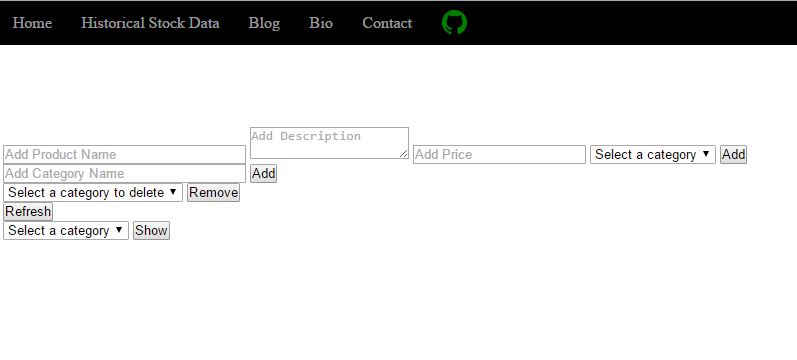 Home Historical Stock Data Blog Bio Contact
Add Description
Add Product Name Add Price Select a category Add
Add Category Name Add
Select a category to delete Remove
Refresh
Select a category Show